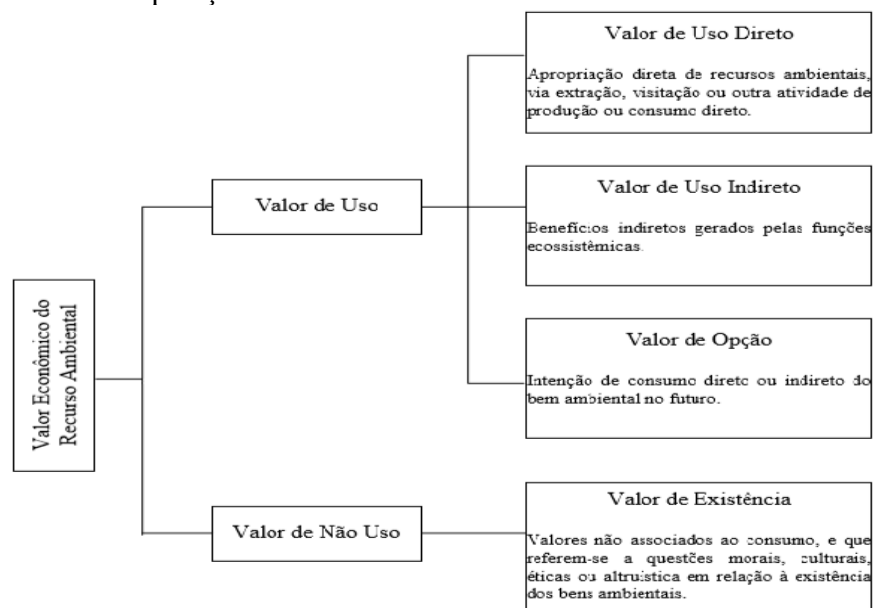 Valor Econômico do
Recurso Ambiental
Valor de Uso
Valor de Uso Direto
Apropriação direta de recursos ambientais,
via extração, visitação ou outra atividade de
produção ou consumo direto.
Valor de Uso Indireto
Benefícios indiretos gerados pelas funções
ecossistêmicas.
Valor de Opção
Intenção de consumo direto ou indireto do
bem ambiental no futuro.
Valor de Não Uso
Valor de Existência
Valores não associados ao consumo, e que
referem-se a questões morais, culturais,
éticas ou altruística em relação à existência
dos bens ambientais.